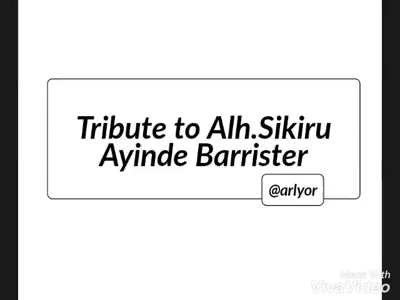 Tribute to Alh.Sikiru
Ayinde Barrister
@arlyor
Made With
VivaVideo